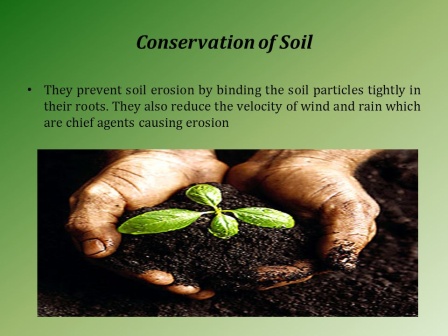 Conservation of Soil
• They prevent soil erosion by binding the soil particles tightly in
their roots. They also reduce the velocity of wind and rain which
are chief agents causing erosion